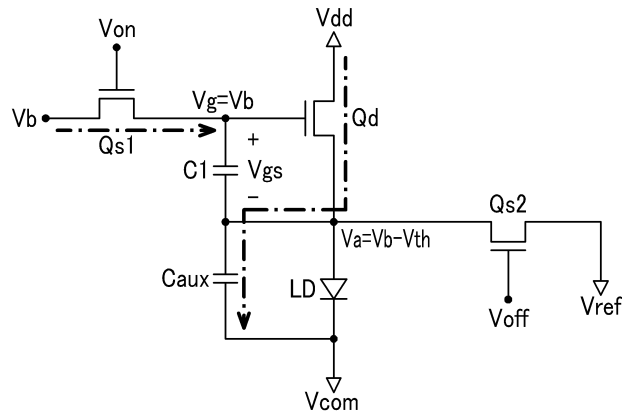 Von
Vdd
Vb
Vg=Vb
Qs1
Qd
+
C1
Vgs
−
Qs2
Va=Vb-Vth
Caux
LD
Voff
Vref
Vcom